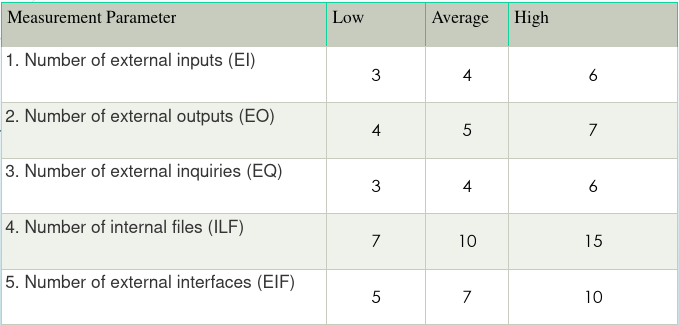 Measurement Parameter Low Average High
1. Number of external inputs (EI) 3 4 6
2. Number of external outputs (EO) 4 5 7
3. Number of external inquiries (EQ) 3 4 6
4. Number of internal files (ILF) 7 10 15
5. Number of external interfaces (EIF) 5 7 10